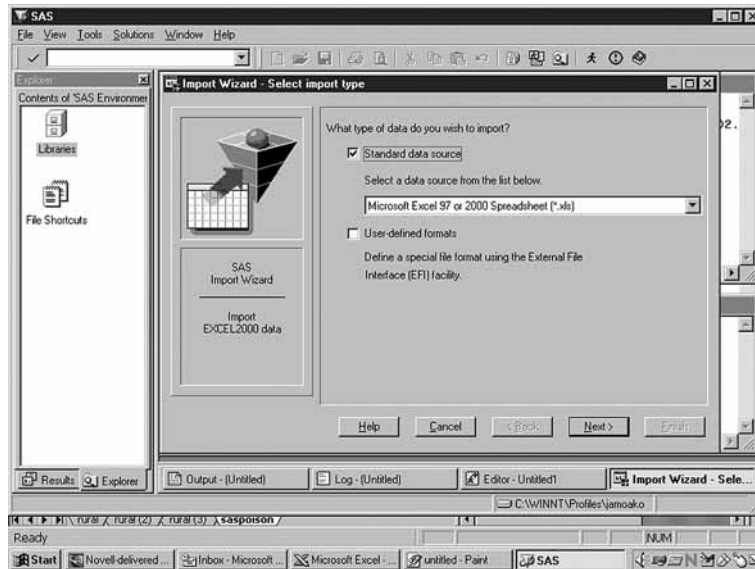 SAS
File View Tools Solutions Window Help
Explorer
Contents of 'SAS Environmer
Libraries
File Shortcuts
Import Wizard - Select import type
What type of data do you wish to import?
Standard data source
Select a data source from the list below.
Microsoft Excel 97 or 2000 Spreadsheet (*.xls)
User-defined formats
Define a special file format using the External File
Interface (EFI) facility.
SAS
Import Wizard
Import
EXCEL2000 data
Help Cancel < Back Next > Finish
02.
Results Explorer Output - (Untitled) Log - (Untitled) Editor - Untitled1 Import Wizard - Sele...
C:\WINNT\Profiles\jamoako
rural rural (2) rural (3) saspoison
Ready NUM
Start Novell-delivered ... Inbox - Microsoft ... Microsoft Excel - ... untitled - Paint SAS